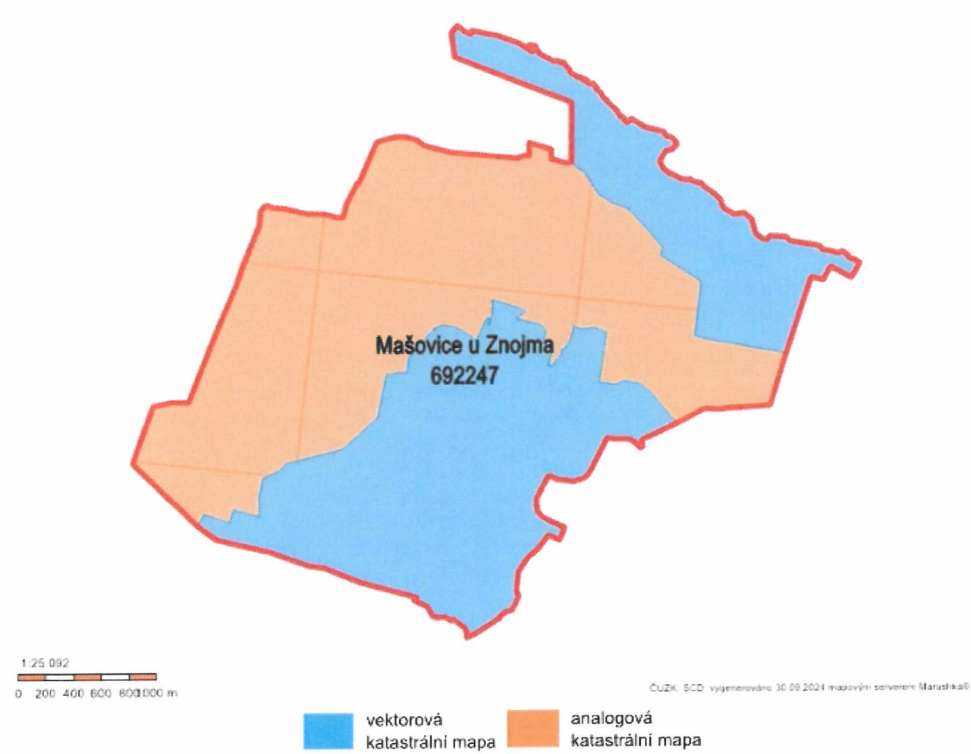 Mašovice u Znojma
692247
1:25 092
0 200 400 600 800 1000 m
ČÚZK, SCD vygenerováno 30.09.2024 mapovým serverem Marushka®
vektorová
katastrální mapa
analogová
katastrální mapa